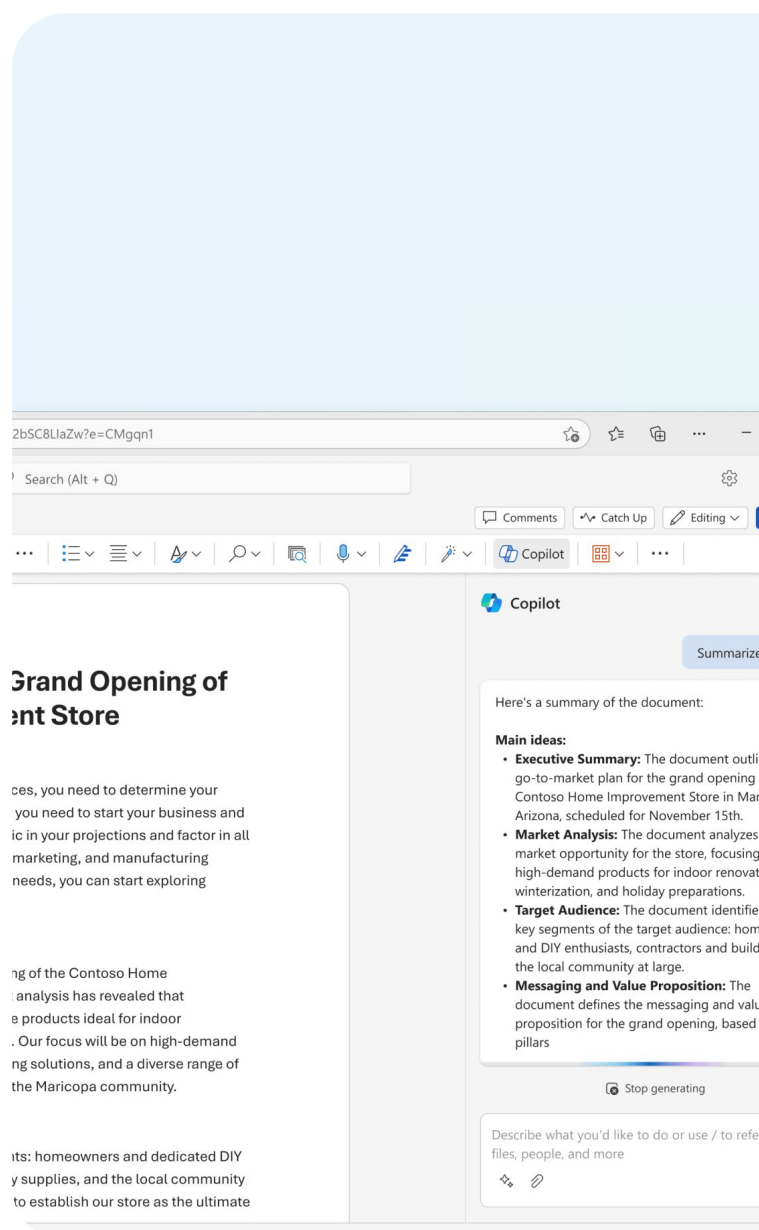 2bSC8LIaZw?e=CMgqn1
Search (Alt + Q)
Comments
Catch Up
Editing
Copilot
Grand Opening of
ent Store
ces, you need to determine your
you need to start your business and
ic in your projections and factor in all
marketing, and manufacturing
needs, you can start exploring
ng of the Contoso Home
analysis has revealed that
e products ideal for indoor
. Our focus will be on high-demand
ng solutions, and a diverse range of
the Maricopa community.
nts: homeowners and dedicated DIY
y supplies, and the local community
to establish our store as the ultimate
Copilot
Summarize
Here's a summary of the document:
Main ideas:
• Executive Summary: The document outli
go-to-market plan for the grand opening
Contoso Home Improvement Store in Mar
Arizona, scheduled for November 15th.
• Market Analysis: The document analyzes
market opportunity for the store, focusing
high-demand products for indoor renovat
winterization, and holiday preparations.
• Target Audience: The document identifie
key segments of the target audience: hom
and DIY enthusiasts, contractors and build
the local community at large.
• Messaging and Value Proposition: The
document defines the messaging and valu
proposition for the grand opening, based
pillars
Stop generating
Describe what you'd like to do or use / to refe
files, people, and more